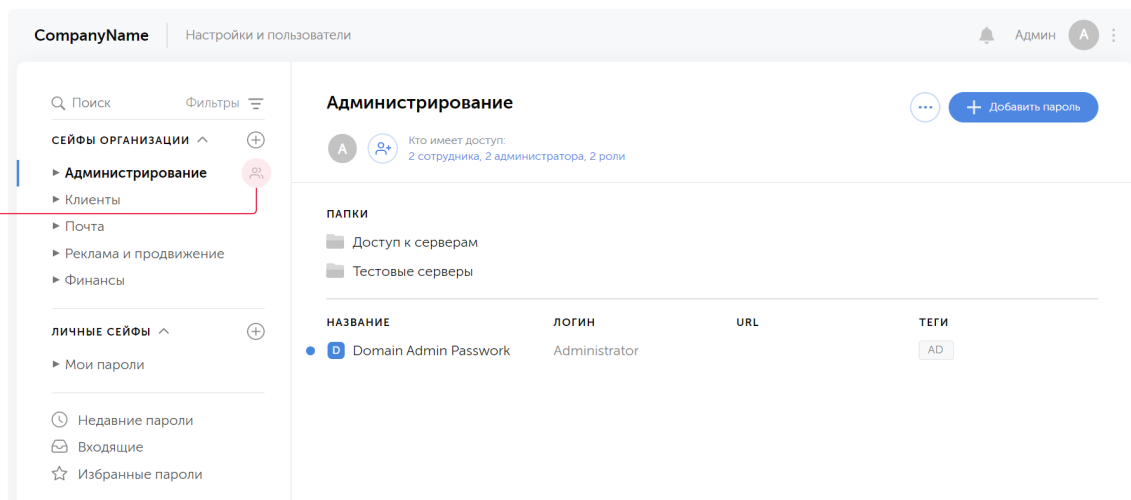 CompanyName
Настройки и пользователи
Админ
А
Поиск
Фильтры
СЕЙФЫ ОРГАНИЗАЦИИ
Администрирование
Клиенты
Почта
Реклама и продвижение
Финансы
ЛИЧНЫЕ СЕЙФЫ
Мои пароли
Недавние пароли
Входящие
Избранные пароли
Администрирование
Добавить пароль
А
Кто имеет доступ:
2 сотрудника, 2 администратора, 2 роли
ПАПКИ
Доступ к серверам
Тестовые серверы
НАЗВАНИЕ ЛОГИН URL ТЕГИ
D Domain Admin Passwork Administrator AD